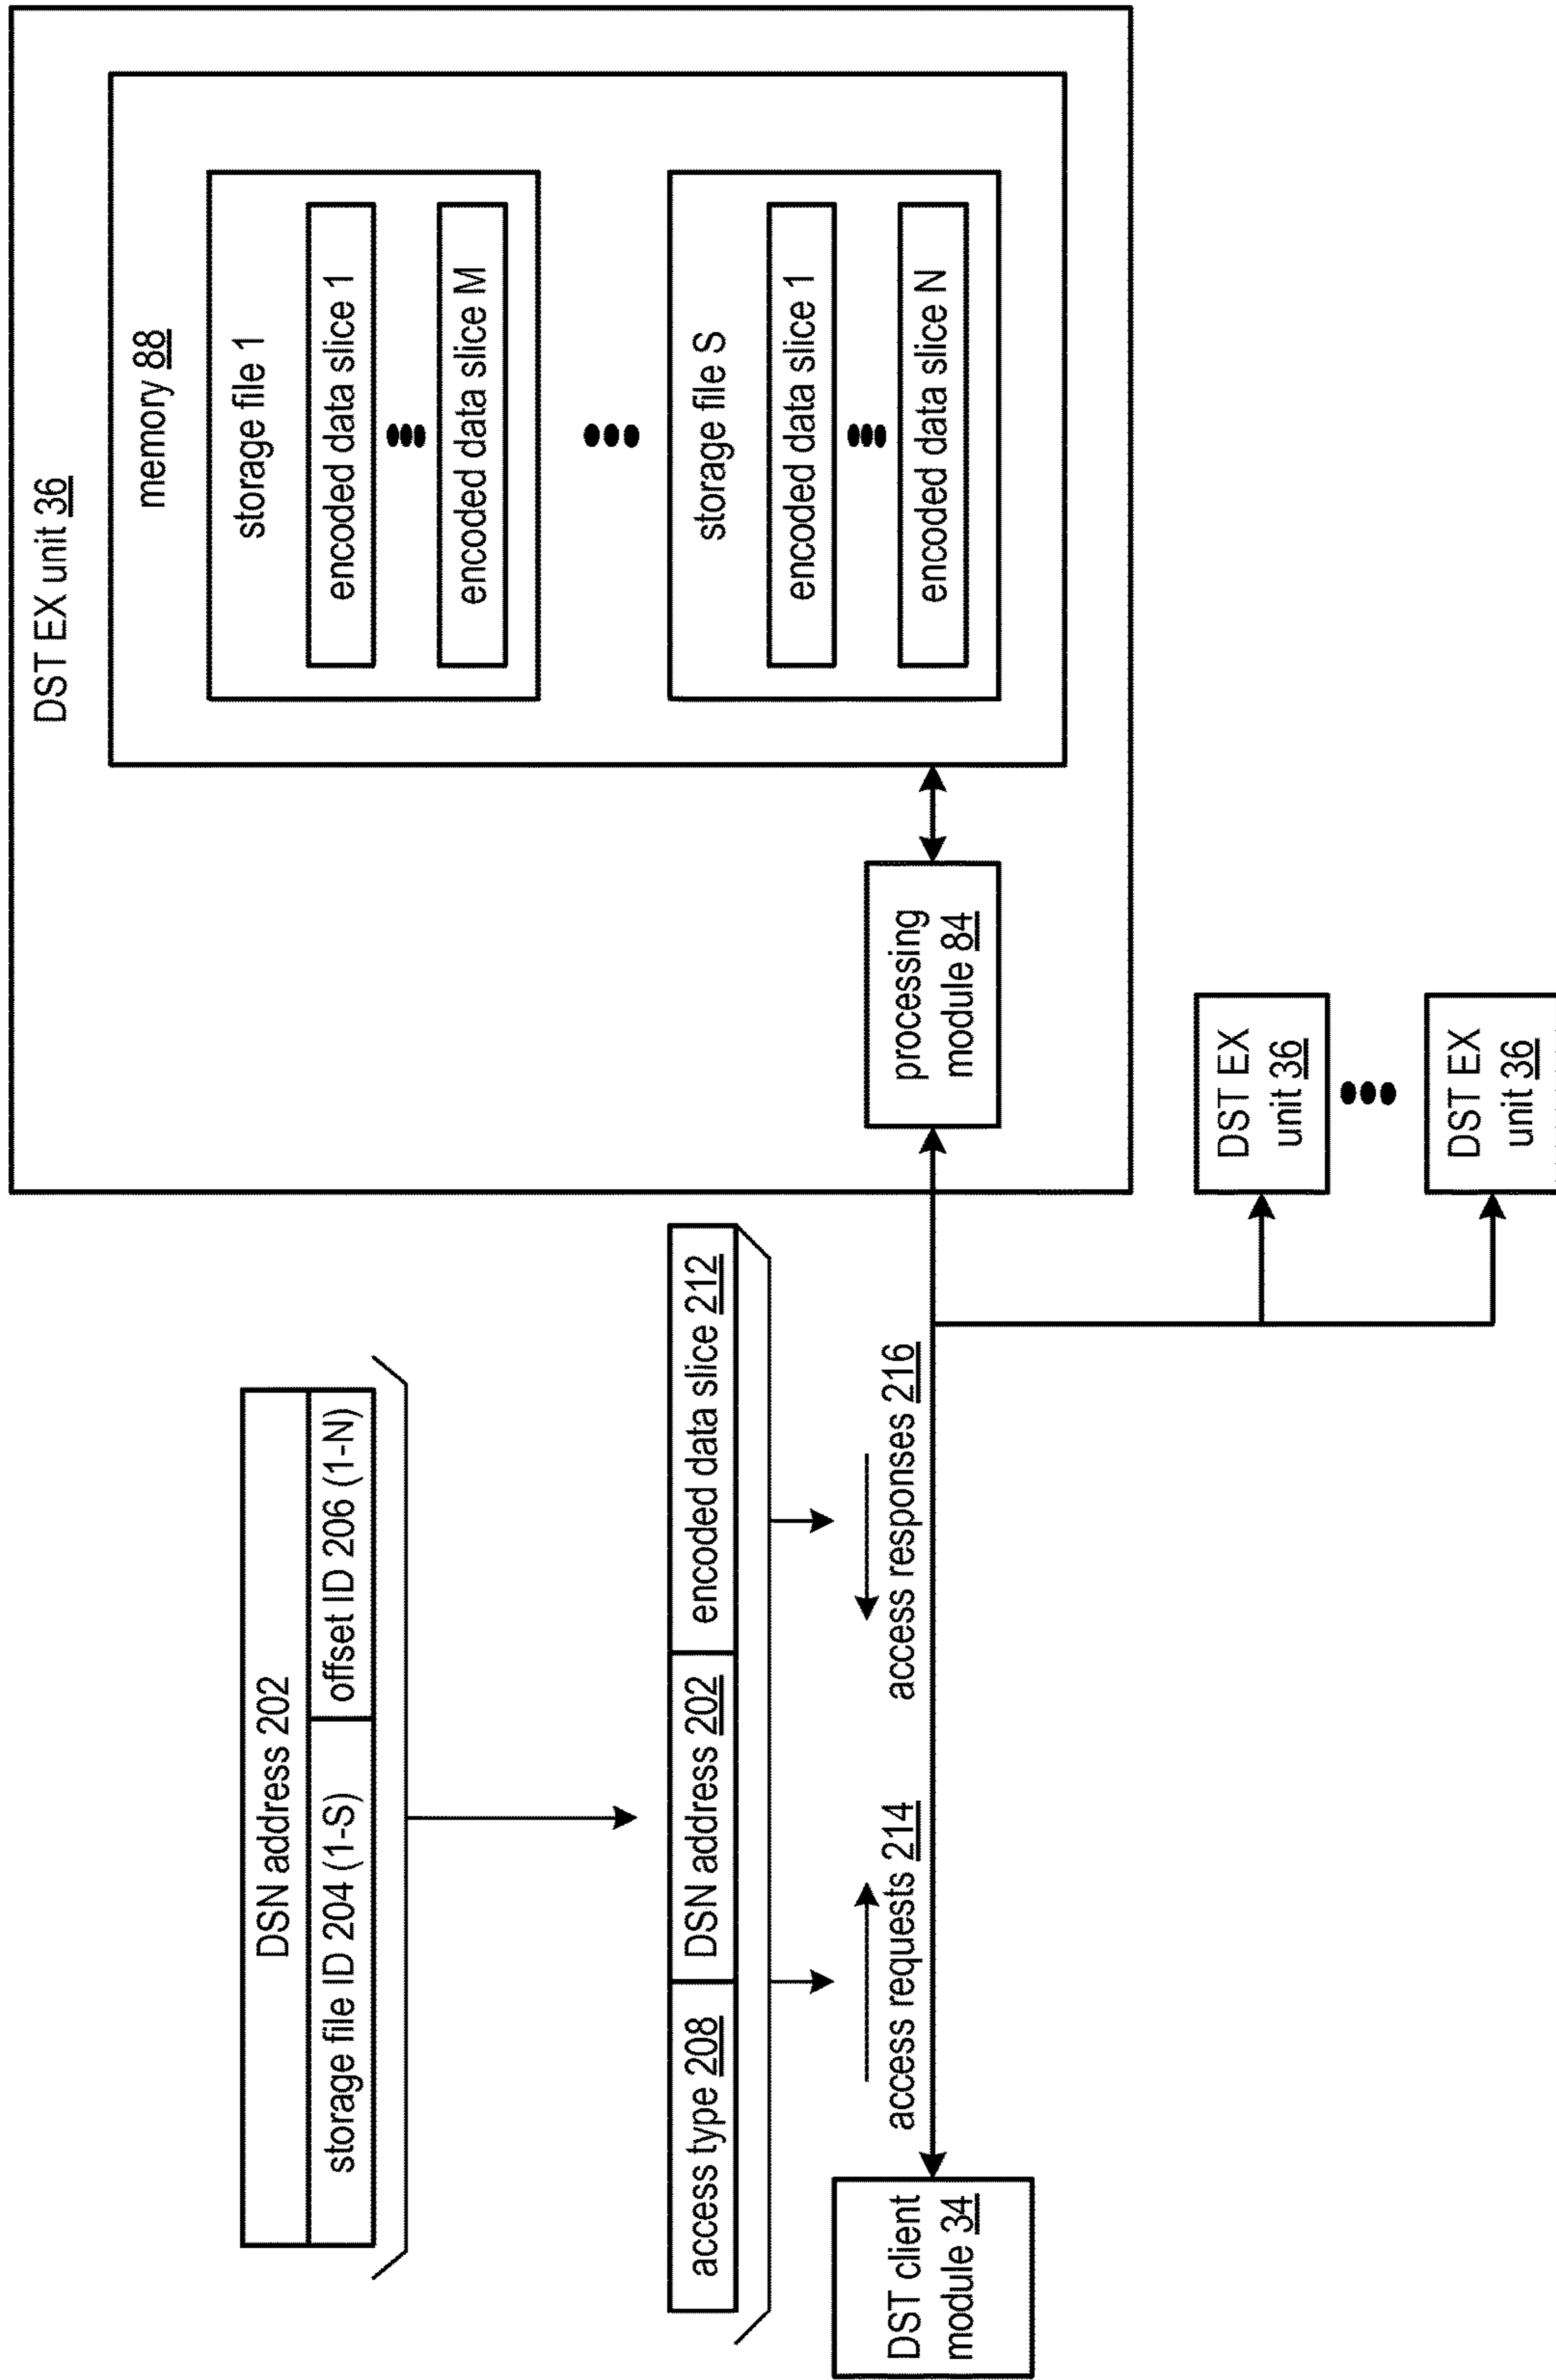 DSN address 202
storage file ID 204 (1-S)
offset ID 206 (1-N)
access type 208
DSN address 202
encoded data slice 212
access requests 214
access responses 216
DST client
module 34
DST EX unit 36
memory 88
storage file 1
encoded data slice 1
encoded data slice M
storage file S
encoded data slice 1
encoded data slice N
processing
module 84
DST EX
unit 36
DST EX
unit 36